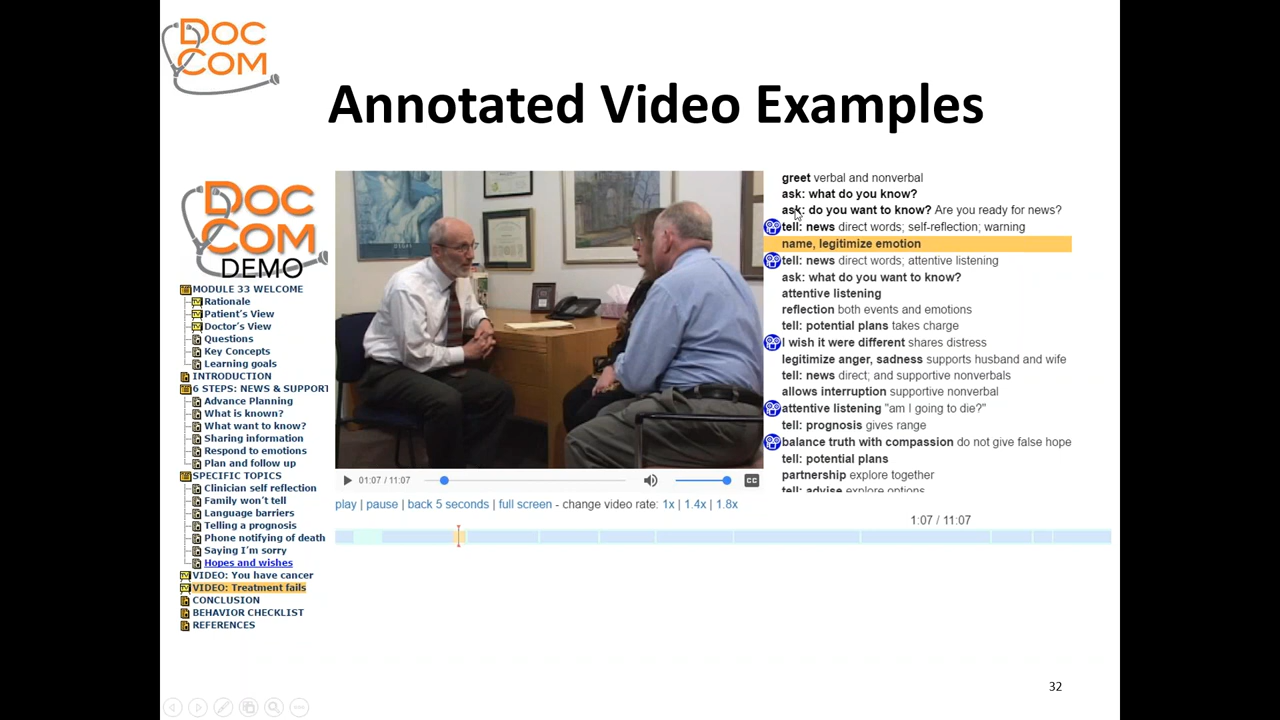 DOC
COM
Annotated Video Examples
DOC
COM
DEMO
MODULE 33 WELCOME
Rationale
Patient's View
Doctor's View
Questions
Key Concepts
Learning goals
INTRODUCTION
6 STEPS: NEWS & SUPPORT
Advance Planning
What is known?
What want to know?
Sharing information
Respond to emotions
Plan and follow up
SPECIFIC TOPICS
Clinician self reflection
Family won't tell
Language barriers
Telling a prognosis
Phone notifying of death
Saying I'm sorry
Hopes and wishes
VIDEO: You have cancer
VIDEO: Treatment fails
CONCLUSION
BEHAVIOR CHECKLIST
REFERENCES
01:07 / 11:07
CC
play | pause | back 5 seconds | full screen - change video rate: 1x | 1.4x | 1.8x
greet verbal and nonverbal
ask: what do you know?
ask: do you want to know? Are you ready for news?
tell: news direct words; self-reflection; warning
name, legitimize emotion
tell: news direct words; attentive listening
ask: what do you want to know?
attentive listening
reflection both events and emotions
tell: potential plans takes charge
I wish it were different shares distress
legitimize anger, sadness supports husband and wife
tell: news direct; and supportive nonverbals
allows interruption supportive nonverbal
attentive listening "am I going to die?"
tell: prognosis gives range
balance truth with compassion do not give false hope
tell: potential plans
partnership explore together
tell: advise explore options
1:07 / 11:07
32